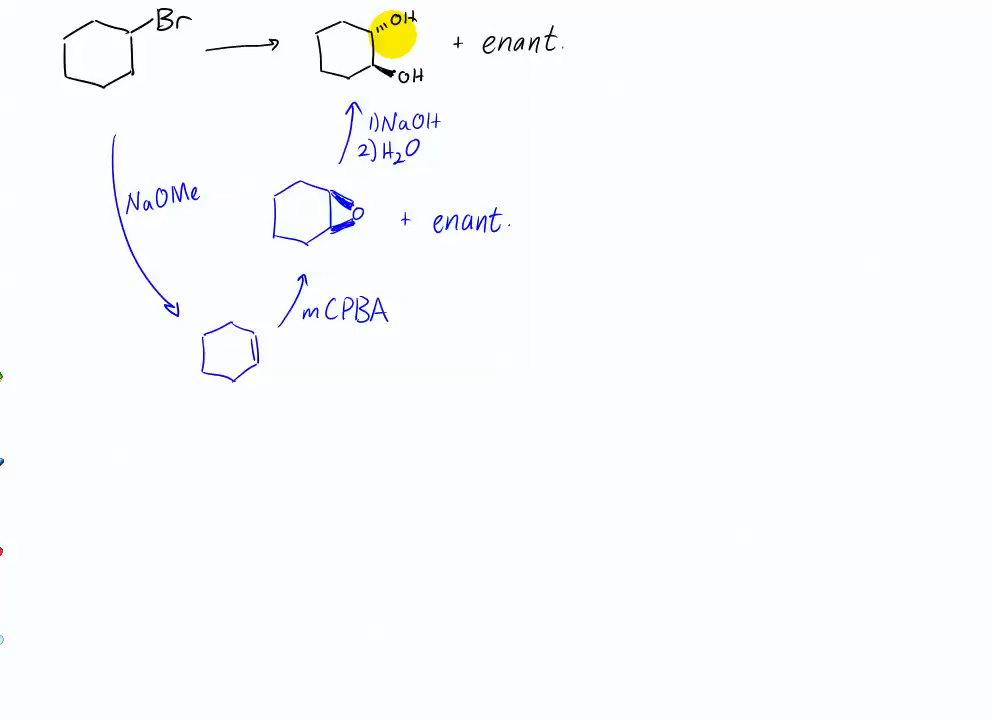 Br
OH
+ enant.
OH
1) NaOH
2) H2O
NaOMe
O
+ enant.
mCPBA